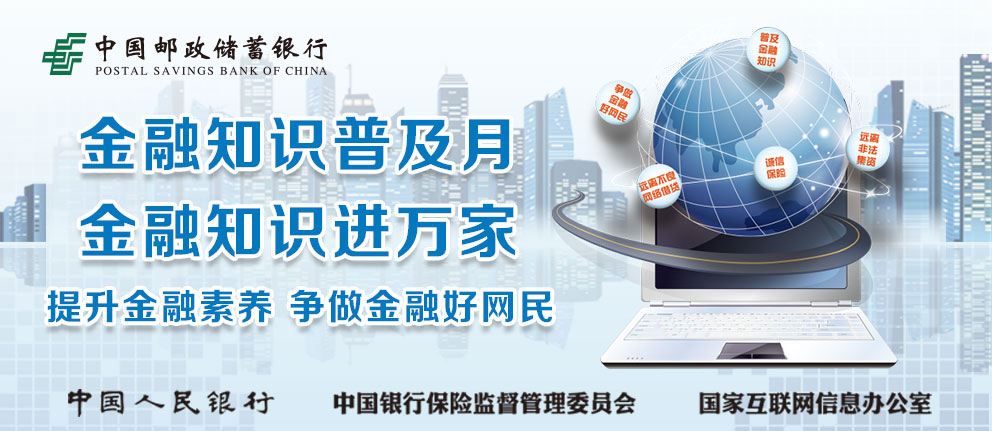 中国邮政储蓄银行
POSTAL SAVINGS BANK OF CHINA
金融知识普及月
金融知识进万家
提升金融素养 争做金融好网民
普及
金融
知识
争做
金融
好网民
远离
非法
集资
诚信
保险
远离不良
网络借贷
中国人民银行 中国银行保险监督管理委员会 国家互联网信息办公室